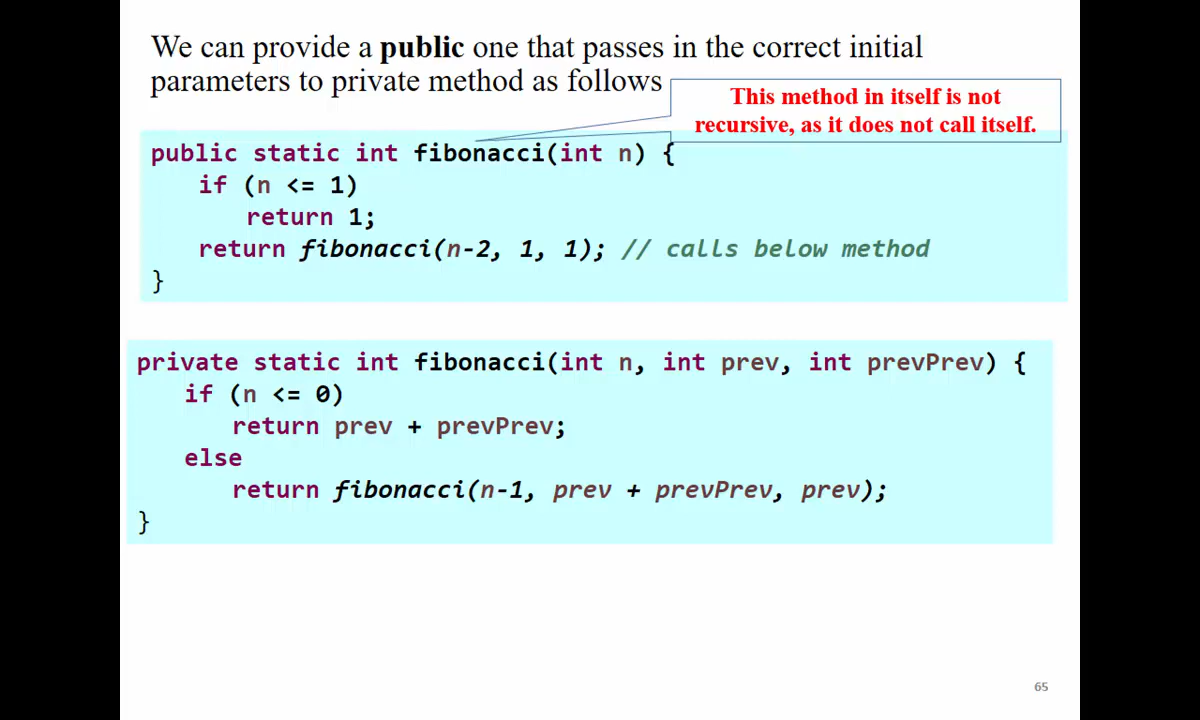 We can provide a public one that passes in the correct initial
parameters to private method as follows
This method in itself is not
recursive, as it does not call itself.
public static int fibonacci(int n) {
if (n <= 1)
return 1;
return fibonacci(n-2, 1, 1); // calls below method
}
private static int fibonacci(int n, int prev, int prevPrev) {
if (n <= 0)
return prev + prevPrev;
else
return fibonacci(n-1, prev + prevPrev, prev);
}
65